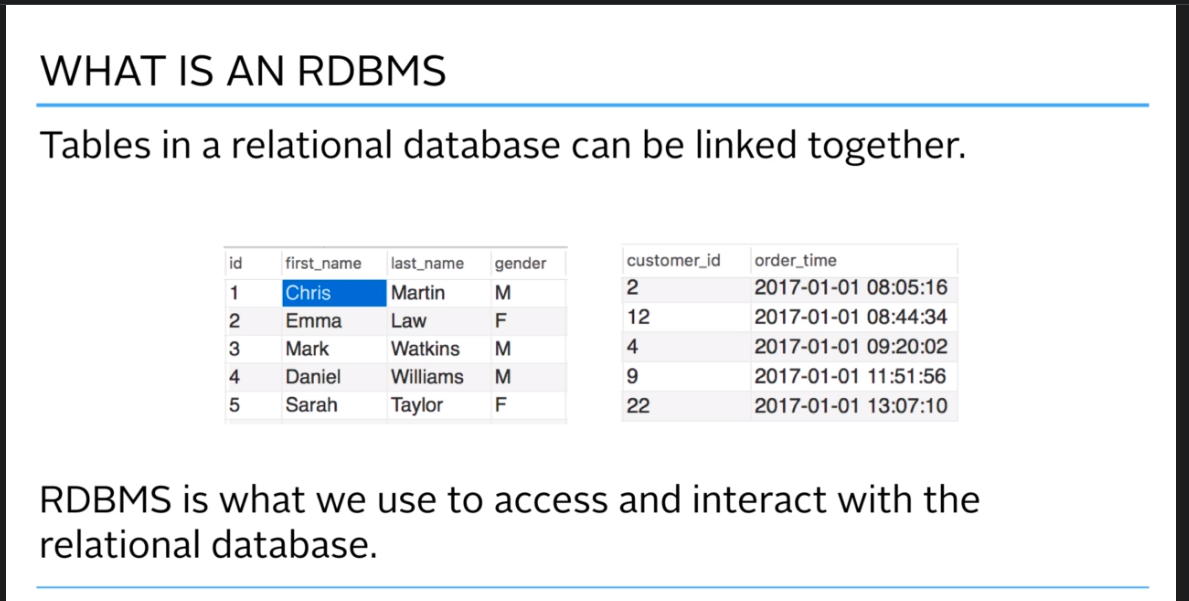 WHAT IS AN RDBMS
Tables in a relational database can be linked together.
id first_name last_name gender
1 Chris Martin M
2 Emma Law F
3 Mark Watkins M
4 Daniel Williams M
5 Sarah Taylor F
customer_id order_time
2 2017-01-01 08:05:16
12 2017-01-01 08:44:34
4 2017-01-01 09:20:02
9 2017-01-01 11:51:56
22 2017-01-01 13:07:10
RDBMS is what we use to access and interact with the
relational database.